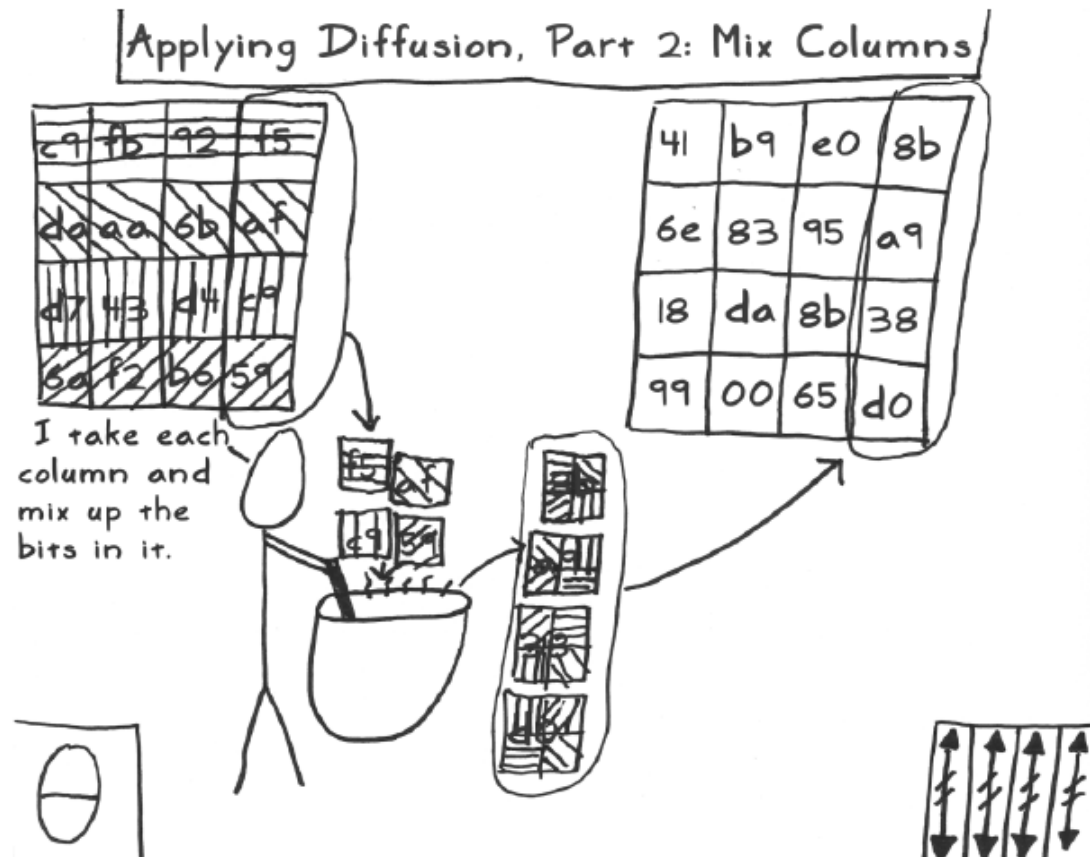 Applying Diffusion, Part 2: Mix Columns
c9 fb 92 f5
da aa 6b af
d7 43 d4 c9
6a f2 b6 59
41 b9 e0 8b
6e 83 95 a9
18 da 8b 38
99 00 65 d0
I take each
column and
mix up the
bits in it.
f5 af
c9 59